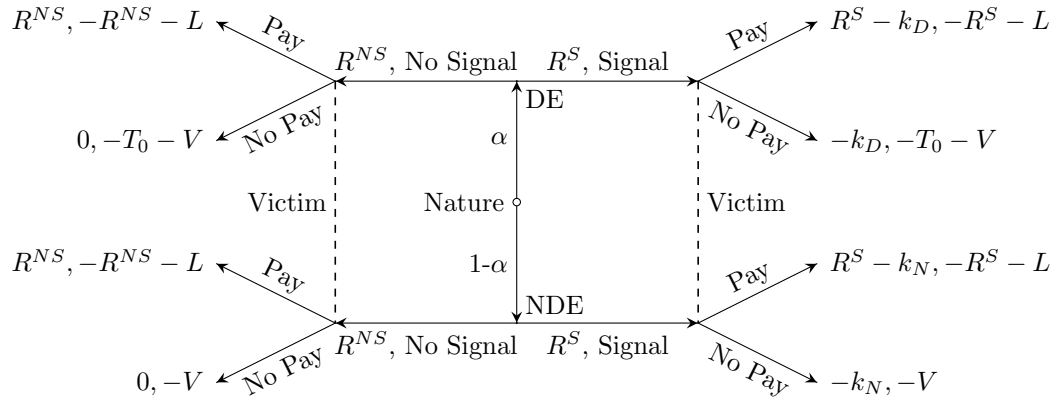 R^{NS}, -R^{NS} - L
Pay
R^{NS}, No Signal
R^S, Signal
Pay
R^S - k_D, -R^S - L
DE
0, -T_0 - V
No Pay
α
No Pay
-k_D, -T_0 - V
Victim
Nature
Victim
R^{NS}, -R^{NS} - L
Pay
1-α
Pay
R^S - k_N, -R^S - L
NDE
R^{NS}, No Signal
R^S, Signal
0, -V
No Pay
No Pay
-k_N, -V